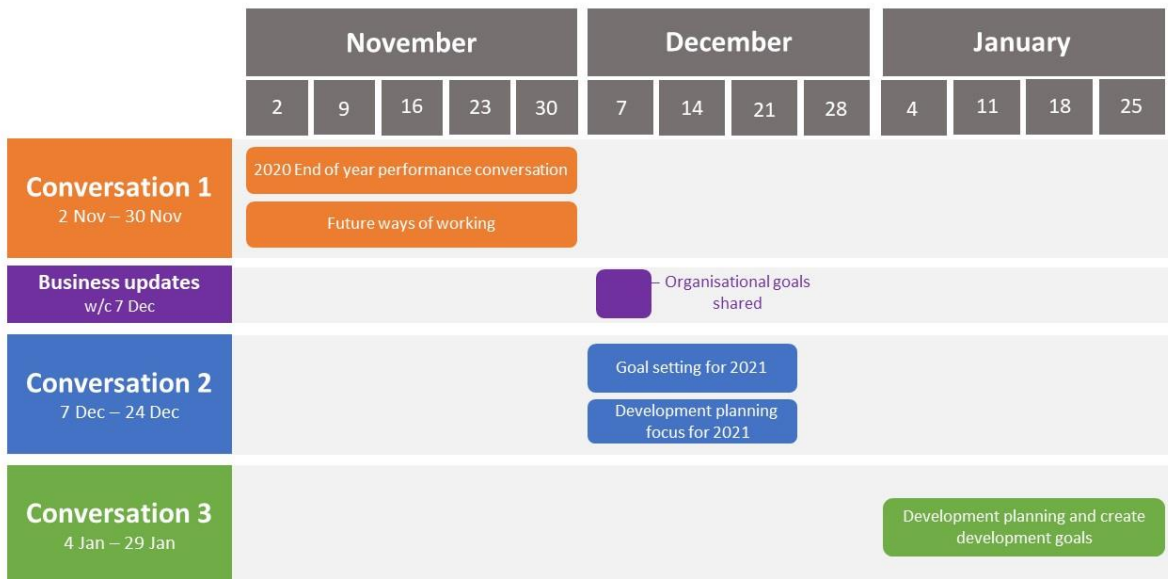 November
December
January
2
9
16
23
30
7
14
21
28
4
11
18
25
Conversation 1
2 Nov – 30 Nov
2020 End of year performance conversation
Future ways of working
Business updates
w/c 7 Dec
Organisational goals
shared
Conversation 2
7 Dec – 24 Dec
Goal setting for 2021
Development planning
focus for 2021
Conversation 3
4 Jan – 29 Jan
Development planning and create
development goals